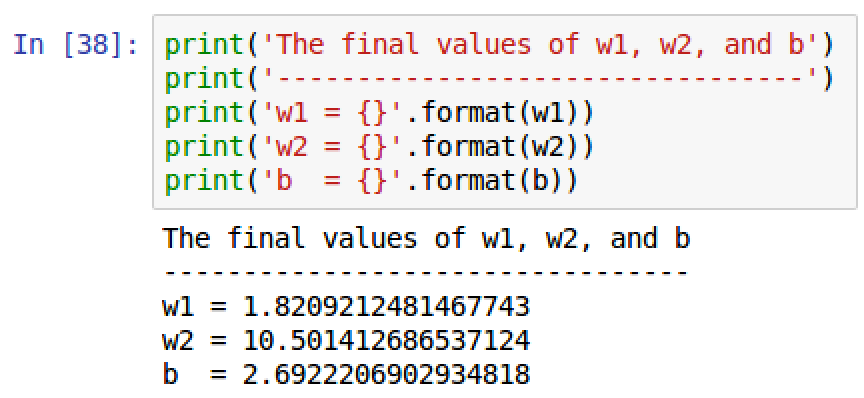 In [38]: print('The final values of w1, w2, and b')
print('---------------------------------')
print('w1 = {}'.format(w1))
print('w2 = {}'.format(w2))
print('b  = {}'.format(b))
The final values of w1, w2, and b
---------------------------------
w1 = 1.8209212481467743
w2 = 10.501412686537124
b  = 2.6922206902934818